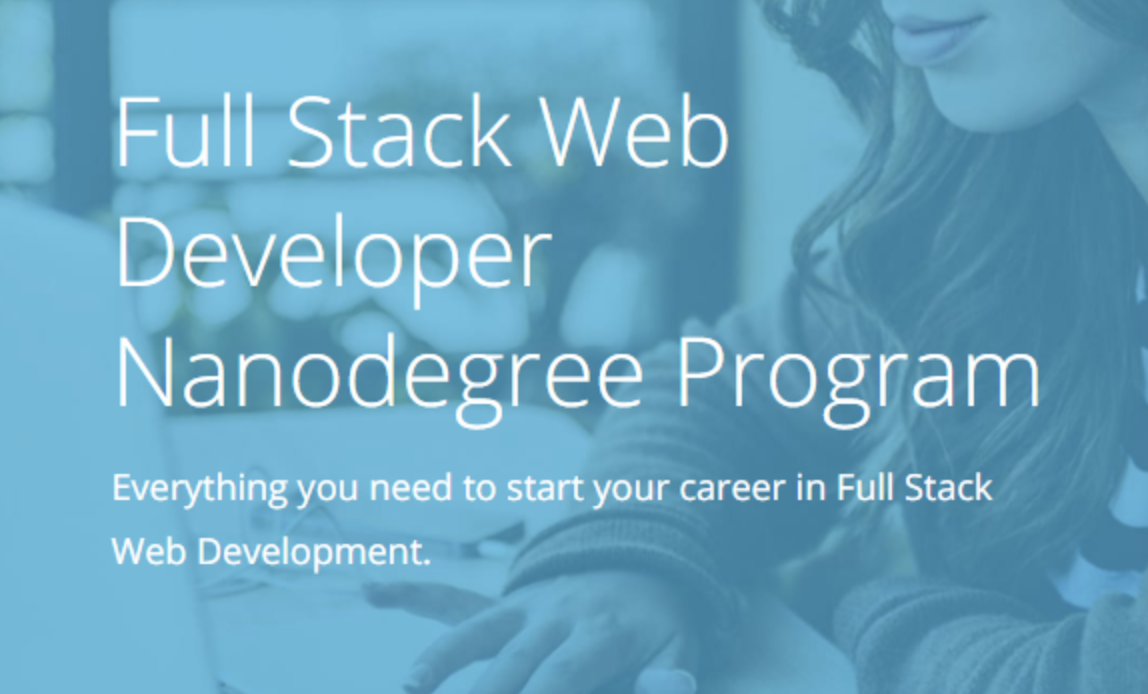 Full Stack Web
Developer
Nanodegree Program
Everything you need to start your career in Full Stack
Web Development.